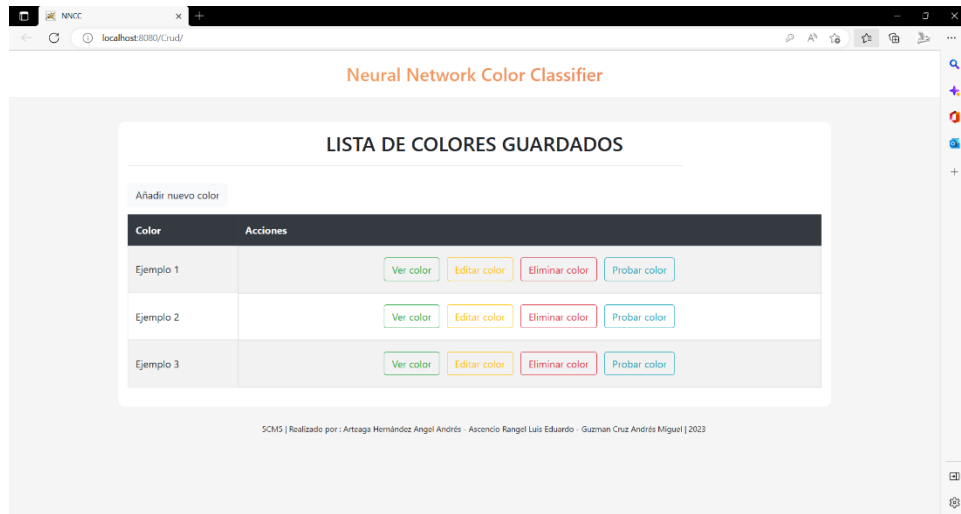 NNCC
localhost:8080/Crud/
Neural Network Color Classifier
LISTA DE COLORES GUARDADOS
Añadir nuevo color
Color Acciones
Ejemplo 1 Ver color Editar color Eliminar color Probar color
Ejemplo 2 Ver color Editar color Eliminar color Probar color
Ejemplo 3 Ver color Editar color Eliminar color Probar color
5CM5 | Realizado por : Arteaga Hernández Angel Andrés - Ascencio Rangel Luis Eduardo - Guzman Cruz Andrés Miguel | 2023